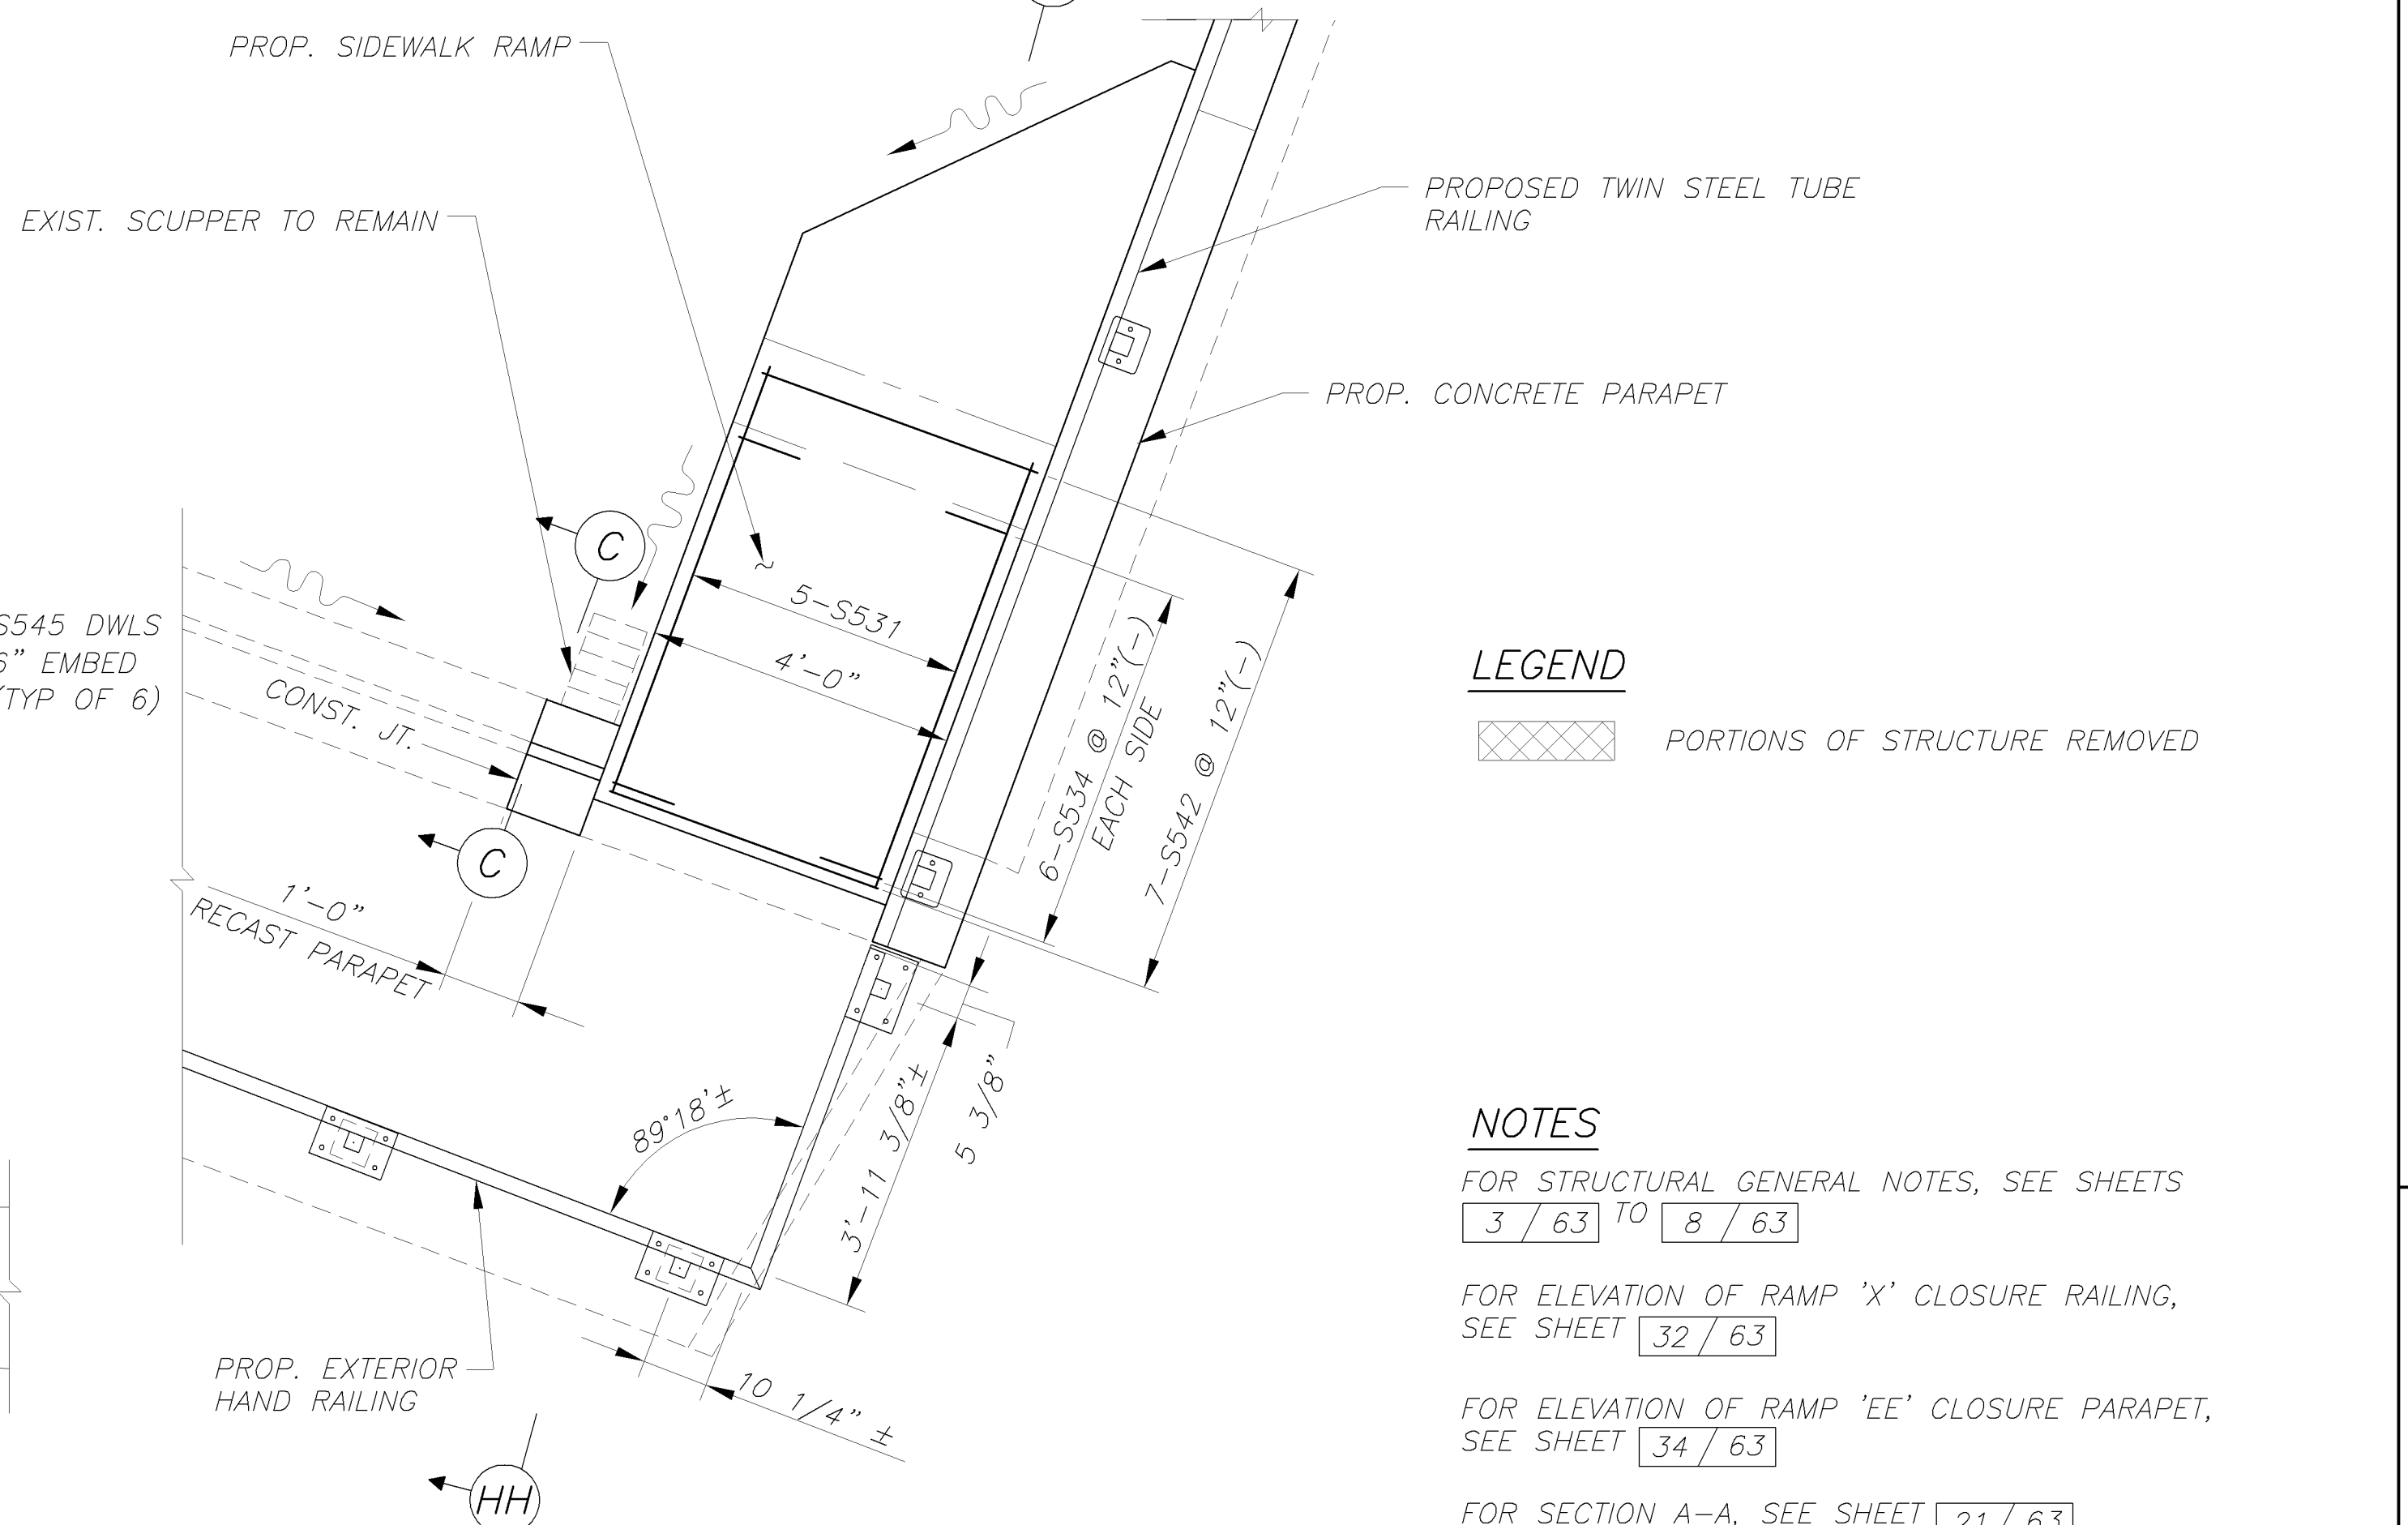 PROP. SIDEWALK RAMP
EXIST. SCUPPER TO REMAIN
PROPOSED TWIN STEEL TUBE
RAILING
PROP. CONCRETE PARAPET
C
S545 DWLS
6” EMBED
(TYP OF 6)
CONST. JT.
5-S531
4'-0”
6-S534 @ 12”(-)
EACH SIDE
7-S542 @ 12”(-)
C
1'-0”
RECAST PARAPET
89°18'±
3'-11 3/8”±
5 3/8”
10 1/4” ±
PROP. EXTERIOR
HAND RAILING
HH
LEGEND
PORTIONS OF STRUCTURE REMOVED
NOTES
FOR STRUCTURAL GENERAL NOTES, SEE SHEETS
3 / 63 TO 8 / 63
FOR ELEVATION OF RAMP 'X' CLOSURE RAILING,
SEE SHEET 32 / 63
FOR ELEVATION OF RAMP 'EE' CLOSURE PARAPET,
SEE SHEET 34 / 63
FOR SECTION A-A, SEE SHEET 21 / 63